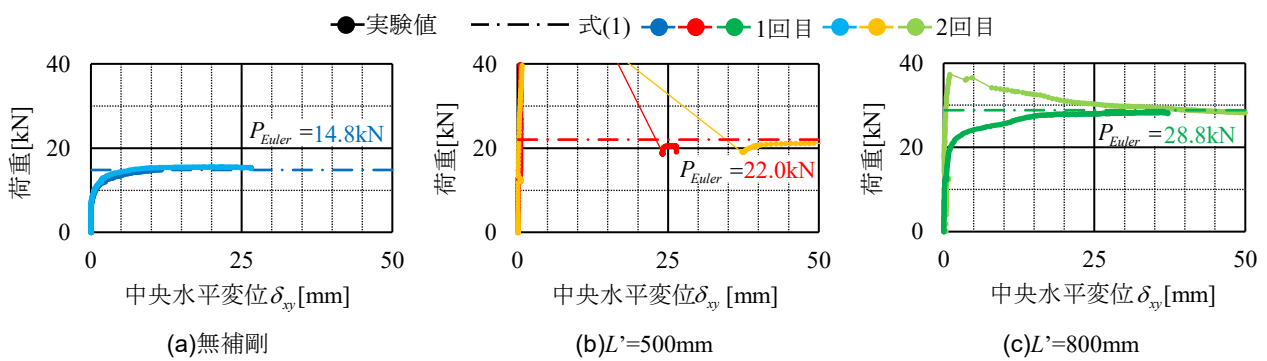 実験値 式(1) 1回目 2回目
荷重[kN]
40
20
0
P_Euler =14.8kN
0 25 50
中央水平変位δxy[mm]
(a)無補剛
荷重[kN]
40
20
0
P_Euler =22.0kN
0 25 50
中央水平変位δxy[mm]
(b)L'=500mm
荷重[kN]
40
20
0
P_Euler =28.8kN
0 25 50
中央水平変位δxy[mm]
(c)L'=800mm